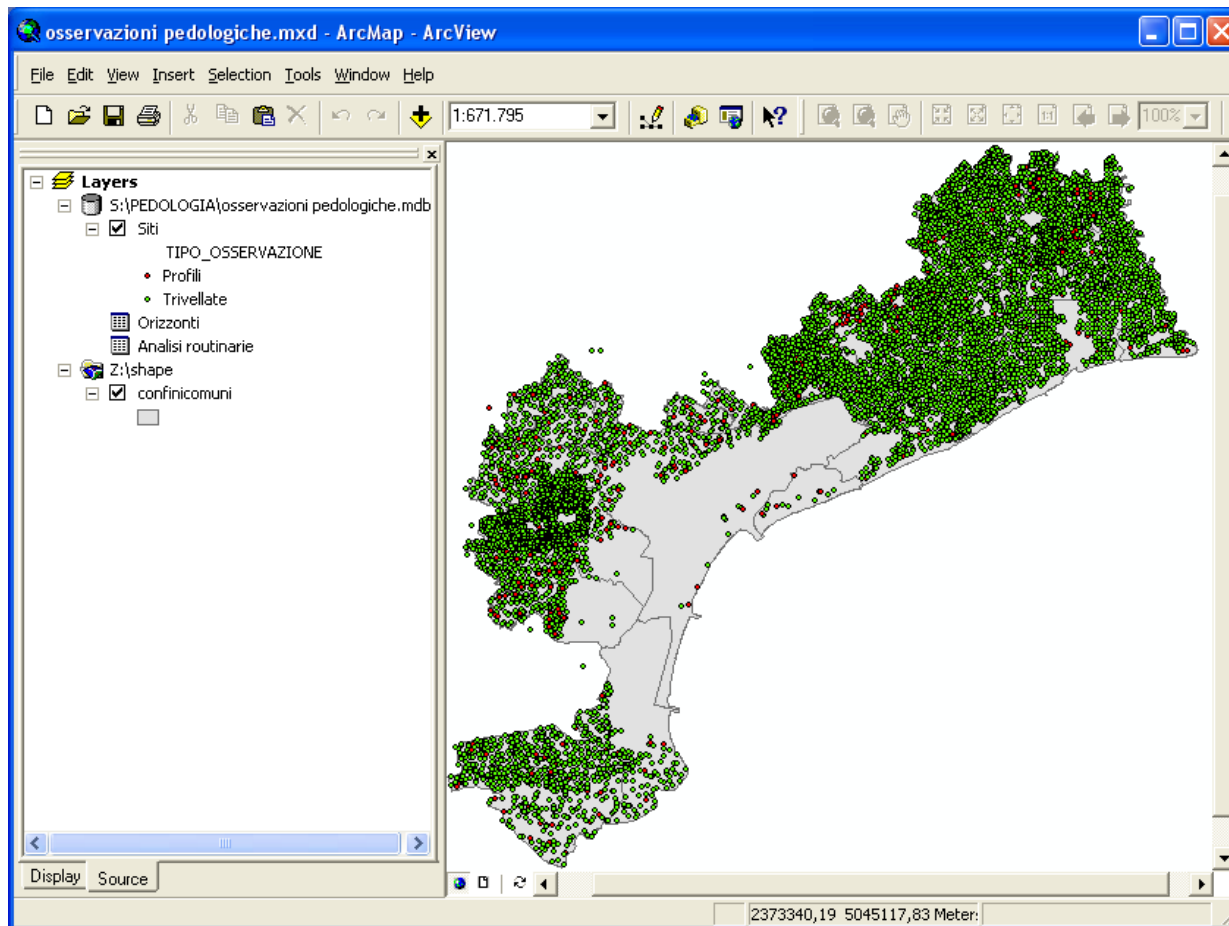 osservazioni pedologiche.mxd - ArcMap - ArcView
File Edit View Insert Selection Tools Window Help
1:671.795
1:1
100%
Layers
S:\PEDOLOGIA\osservazioni pedologiche.mdb
Siti
TIPO_OSSERVAZIONE
Profili
Trivellate
Orizzonti
Analisi routinarie
Z:\shape
confinicomuni
Display Source
2373340,19 5045117,83 Meter: